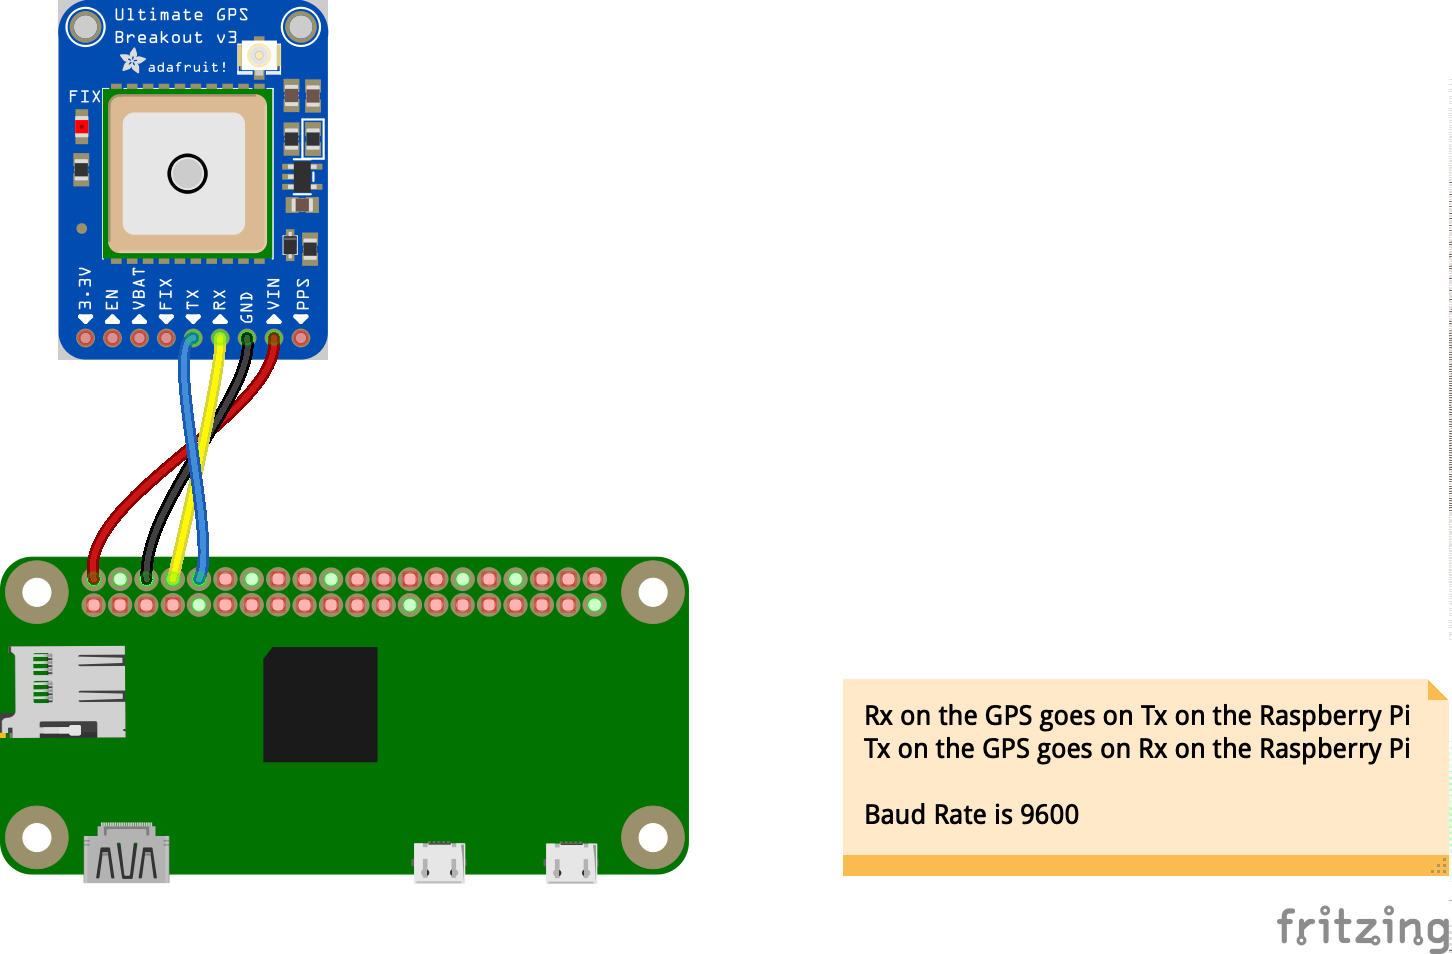 Ultimate GPS
Breakout v3
adafruit!
FIX
3.3V
EN
VBAT
FIX
TX
RX
GND
VIN
PPS
Rx on the GPS goes on Tx on the Raspberry Pi
Tx on the GPS goes on Rx on the Raspberry Pi
Baud Rate is 9600
fritzing